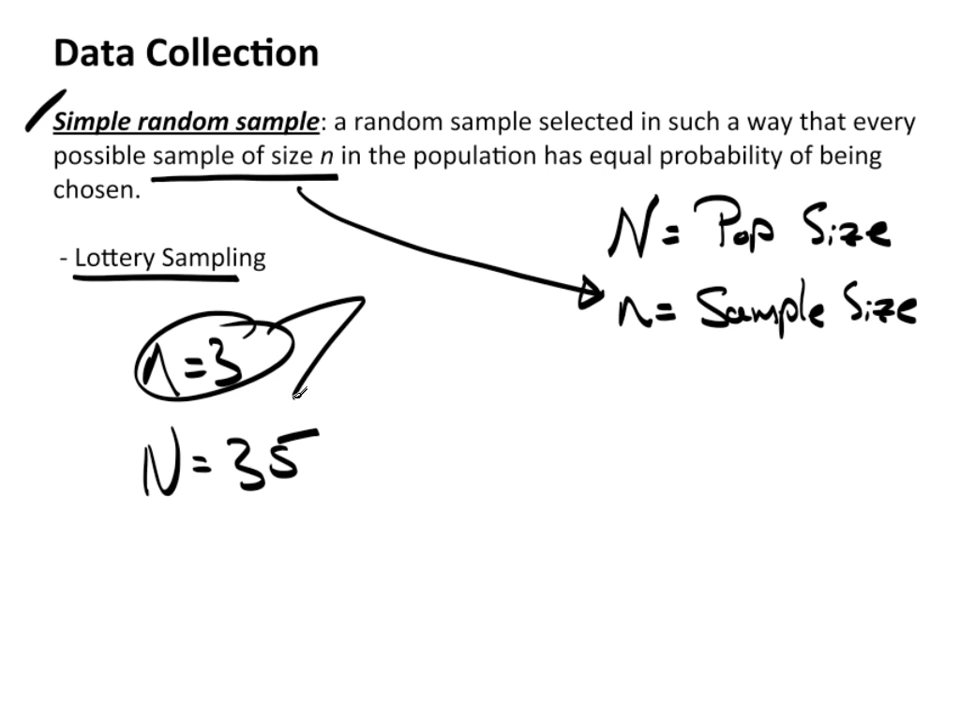 Data Collection
Simple random sample: a random sample selected in such a way that every
possible sample of size n in the population has equal probability of being
chosen.
N = Pop Size
- Lottery Sampling
n = Sample Size
n = 3
N = 35